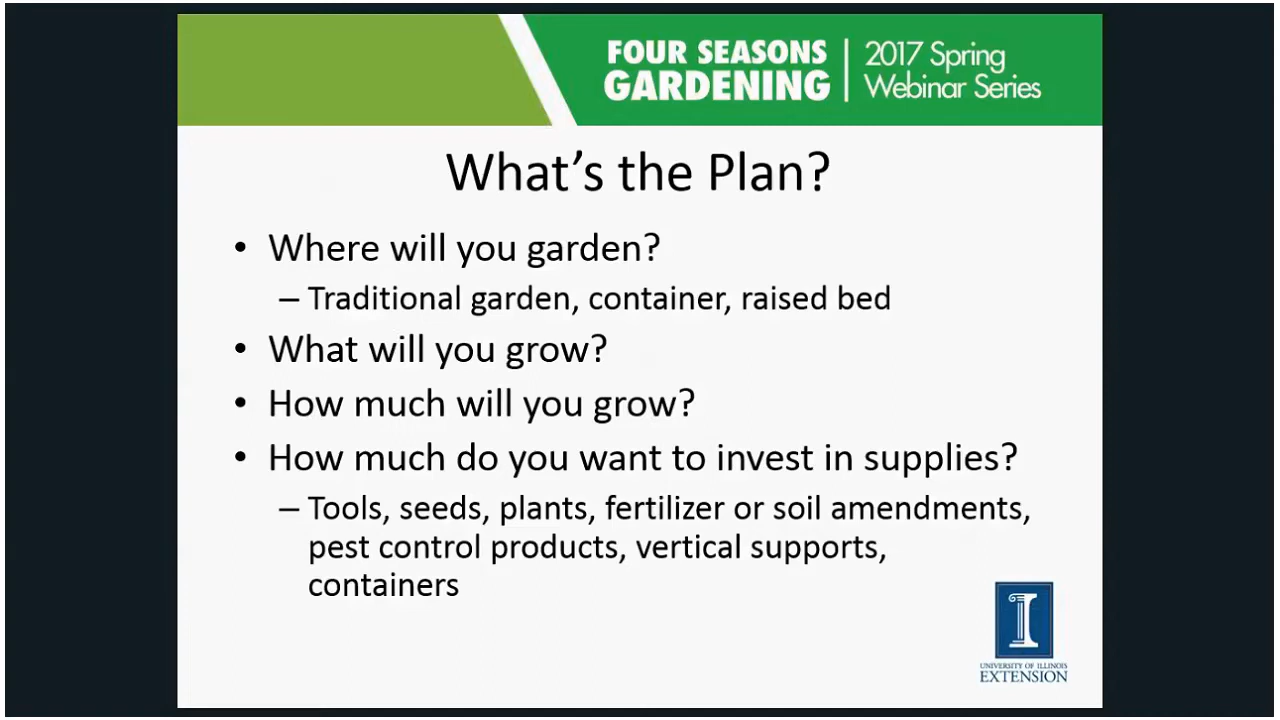 FOUR SEASONS
GARDENING
2017 Spring
Webinar Series
What's the Plan?
• Where will you garden?
– Traditional garden, container, raised bed
• What will you grow?
• How much will you grow?
• How much do you want to invest in supplies?
– Tools, seeds, plants, fertilizer or soil amendments,
pest control products, vertical supports,
containers
I
UNIVERSITY OF ILLINOIS
EXTENSION